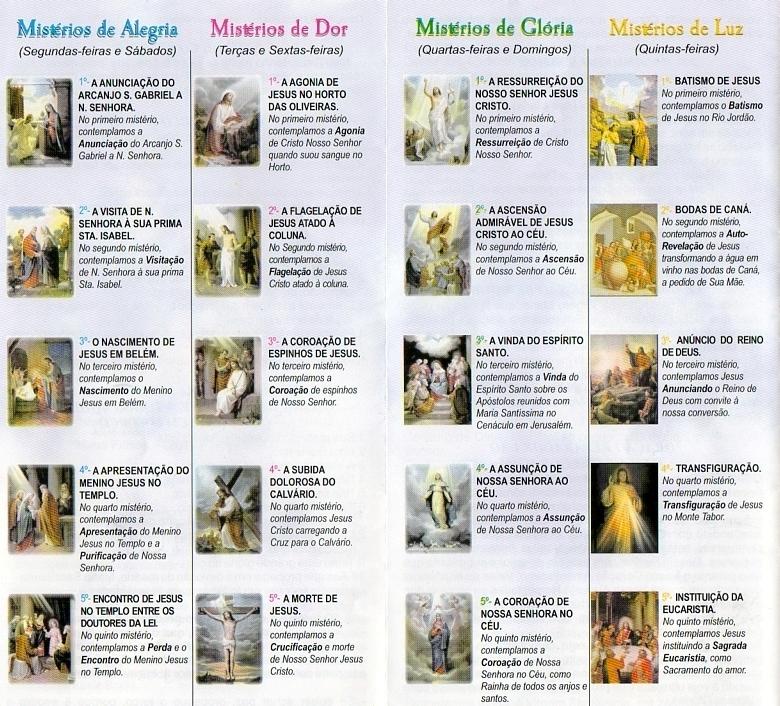 Mistérios de Alegria
(Segundas-feiras e Sábados)
1º- A ANUNCIAÇÃO DO
ARCANJO S. GABRIEL A
N. SENHORA.
No primeiro mistério,
contemplamos a
Anunciação do Arcanjo S.
Gabriel a N. Senhora.
2º- A VISITA DE N.
SENHORA À SUA PRIMA
STA. ISABEL.
No segundo mistério,
contemplamos a Visitação
de N. Senhora à sua prima
Sta. Isabel.
3º- O NASCIMENTO DE
JESUS EM BELÉM.
No terceiro mistério,
contemplamos o
Nascimento do Menino
Jesus em Belém.
4º- A APRESENTAÇÃO DO
MENINO JESUS NO
TEMPLO.
No quarto mistério,
contemplamos a
Apresentação do Menino
Jesus no Templo e a
Purificação de Nossa
Senhora.
5º- ENCONTRO DE JESUS
NO TEMPLO ENTRE OS
DOUTORES DA LEI.
No quinto mistério,
contemplamos a Perda e o
Encontro do Menino Jesus
no Templo.
Mistérios de Dor
(Terças e Sextas-feiras)
1º- A AGONIA DE
JESUS NO HORTO
DAS OLIVEIRAS.
No primeiro mistério,
contemplamos a Agonia
de Cristo Nosso Senhor
quando suou sangue no
Horto.
2º- A FLAGELAÇÃO DE
JESUS ATADO À
COLUNA.
No Segundo mistério,
contemplamos a
Flagelação de Jesus
Cristo atado à coluna.
3º- A COROAÇÃO DE
ESPINHOS DE JESUS.
No terceiro mistério,
contemplamos a
Coroação de espinhos
de Nosso Senhor.
4º- A SUBIDA
DOLOROSA DO
CALVÁRIO.
No quarto mistério,
contemplamos Jesus
Cristo carregando a
Cruz para o Calvário.
5º- A MORTE DE
JESUS.
No quinto mistério,
contemplamos a
Crucificação e morte
de Nosso Senhor Jesus
Cristo.
Mistérios de Glória
(Quartas-feiras e Domingos)
1º- A RESSURREIÇÃO DO
NOSSO SENHOR JESUS
CRISTO.
No primeiro mistério,
contemplamos a
Ressurreição de Cristo
Nosso Senhor.
2º- A ASCENSÃO
ADMIRÁVEL DE JESUS
CRISTO AO CÉU.
No segundo mistério,
contemplamos a Ascensão
de Nosso Senhor ao Céu.
3º- A VINDA DO ESPÍRITO
SANTO.
No terceiro mistério,
contemplamos a Vinda do
Espírito Santo sobre os
Apóstolos reunidos com
Maria Santissima no
Cenáculo em Jerusalém.
4º- A ASSUNÇÃO DE
NOSSA SENHORA AO
CÉU.
No quarto mistério,
contemplamos a Assunção
de Nossa Senhora ao Céu.
5º- A COROAÇÃO DE
NOSSA SENHORA NO
CÉU.
No quinto mistério,
contemplamos a
Coroação de Nossa
Senhora no Céu, como
Rainha de todos os anjos e
santos.
Mistérios de Luz
(Quintas-feiras)
1º- BATISMO DE JESUS
No primeiro mistério,
contemplamos o Batismo
de Jesus no Rio Jordão.
2º- BODAS DE CANÁ.
No segundo mistério,
contemplamos a Auto-
Revelação de Jesus
transformando a água em
vinho nas bodas de Caná,
a pedido de Sua Mãe.
3º- ANÚNCIO DO REINO
DE DEUS.
No terceiro mistério,
contemplamos Jesus
Anunciando o Reino de
Deus com convite à
nossa conversão.
4º- TRANSFIGURAÇÃO.
No quarto mistério,
contemplamos a
Transfiguração de Jesus
no Monte Tabor.
5º- INSTITUIÇÃO DA
EUCARISTIA.
No quinto mistério,
contemplamos Jesus
instituindo a Sagrada
Eucaristia, como
Sacramento do amor.